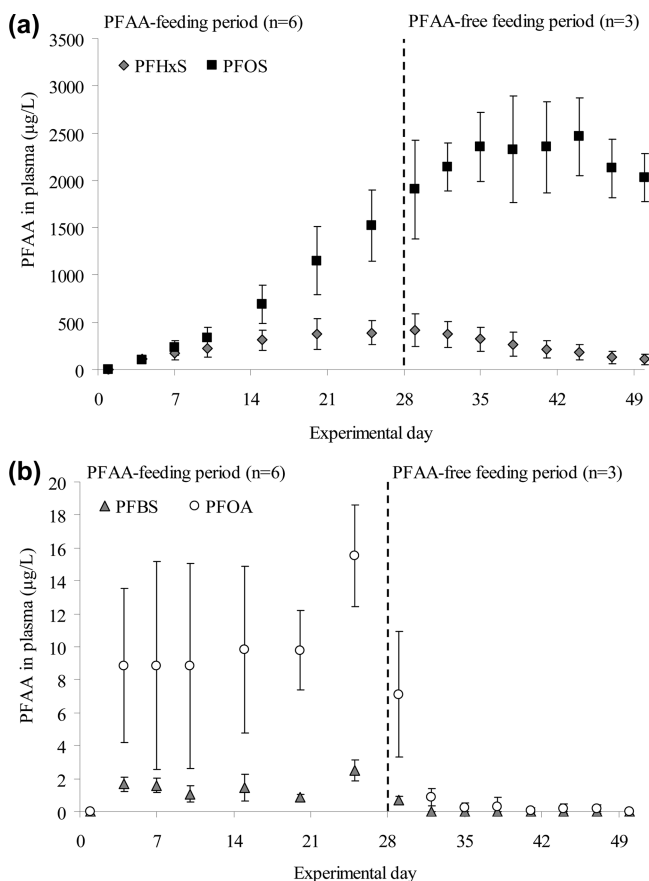 (a)
PFAA-feeding period (n=6) PFAA-free feeding period (n=3)
PFHxS PFOS
PFAA in plasma (µg/L)
3500
3000
2500
2000
1500
1000
500
0
0 7 14 21 28 35 42 49
Experimental day
(b)
PFAA-feeding period (n=6) PFAA-free feeding period (n=3)
PFBS PFOA
PFAA in plasma (µg/L)
20
18
16
14
12
10
8
6
4
2
0
0 7 14 21 28 35 42 49
Experimental day